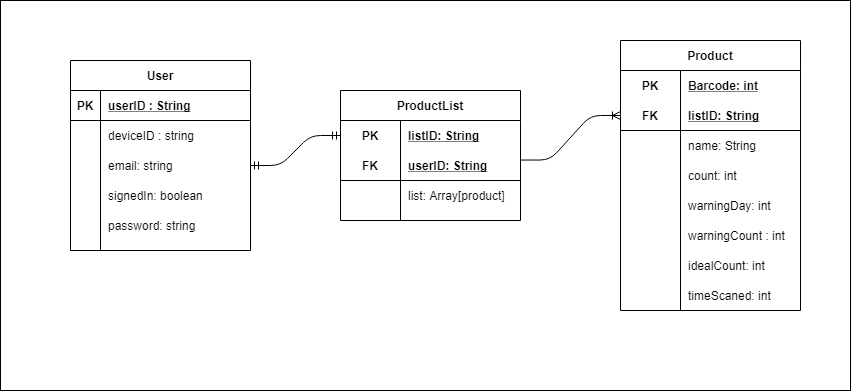 User
PK userID : String
deviceID : string
email: string
signedIn: boolean
password: string
ProductList
PK listID: String
FK userID: String
list: Array[product]
Product
PK Barcode: int
FK listID: String
name: String
count: int
warningDay: int
warningCount : int
idealCount: int
timeScaned: int